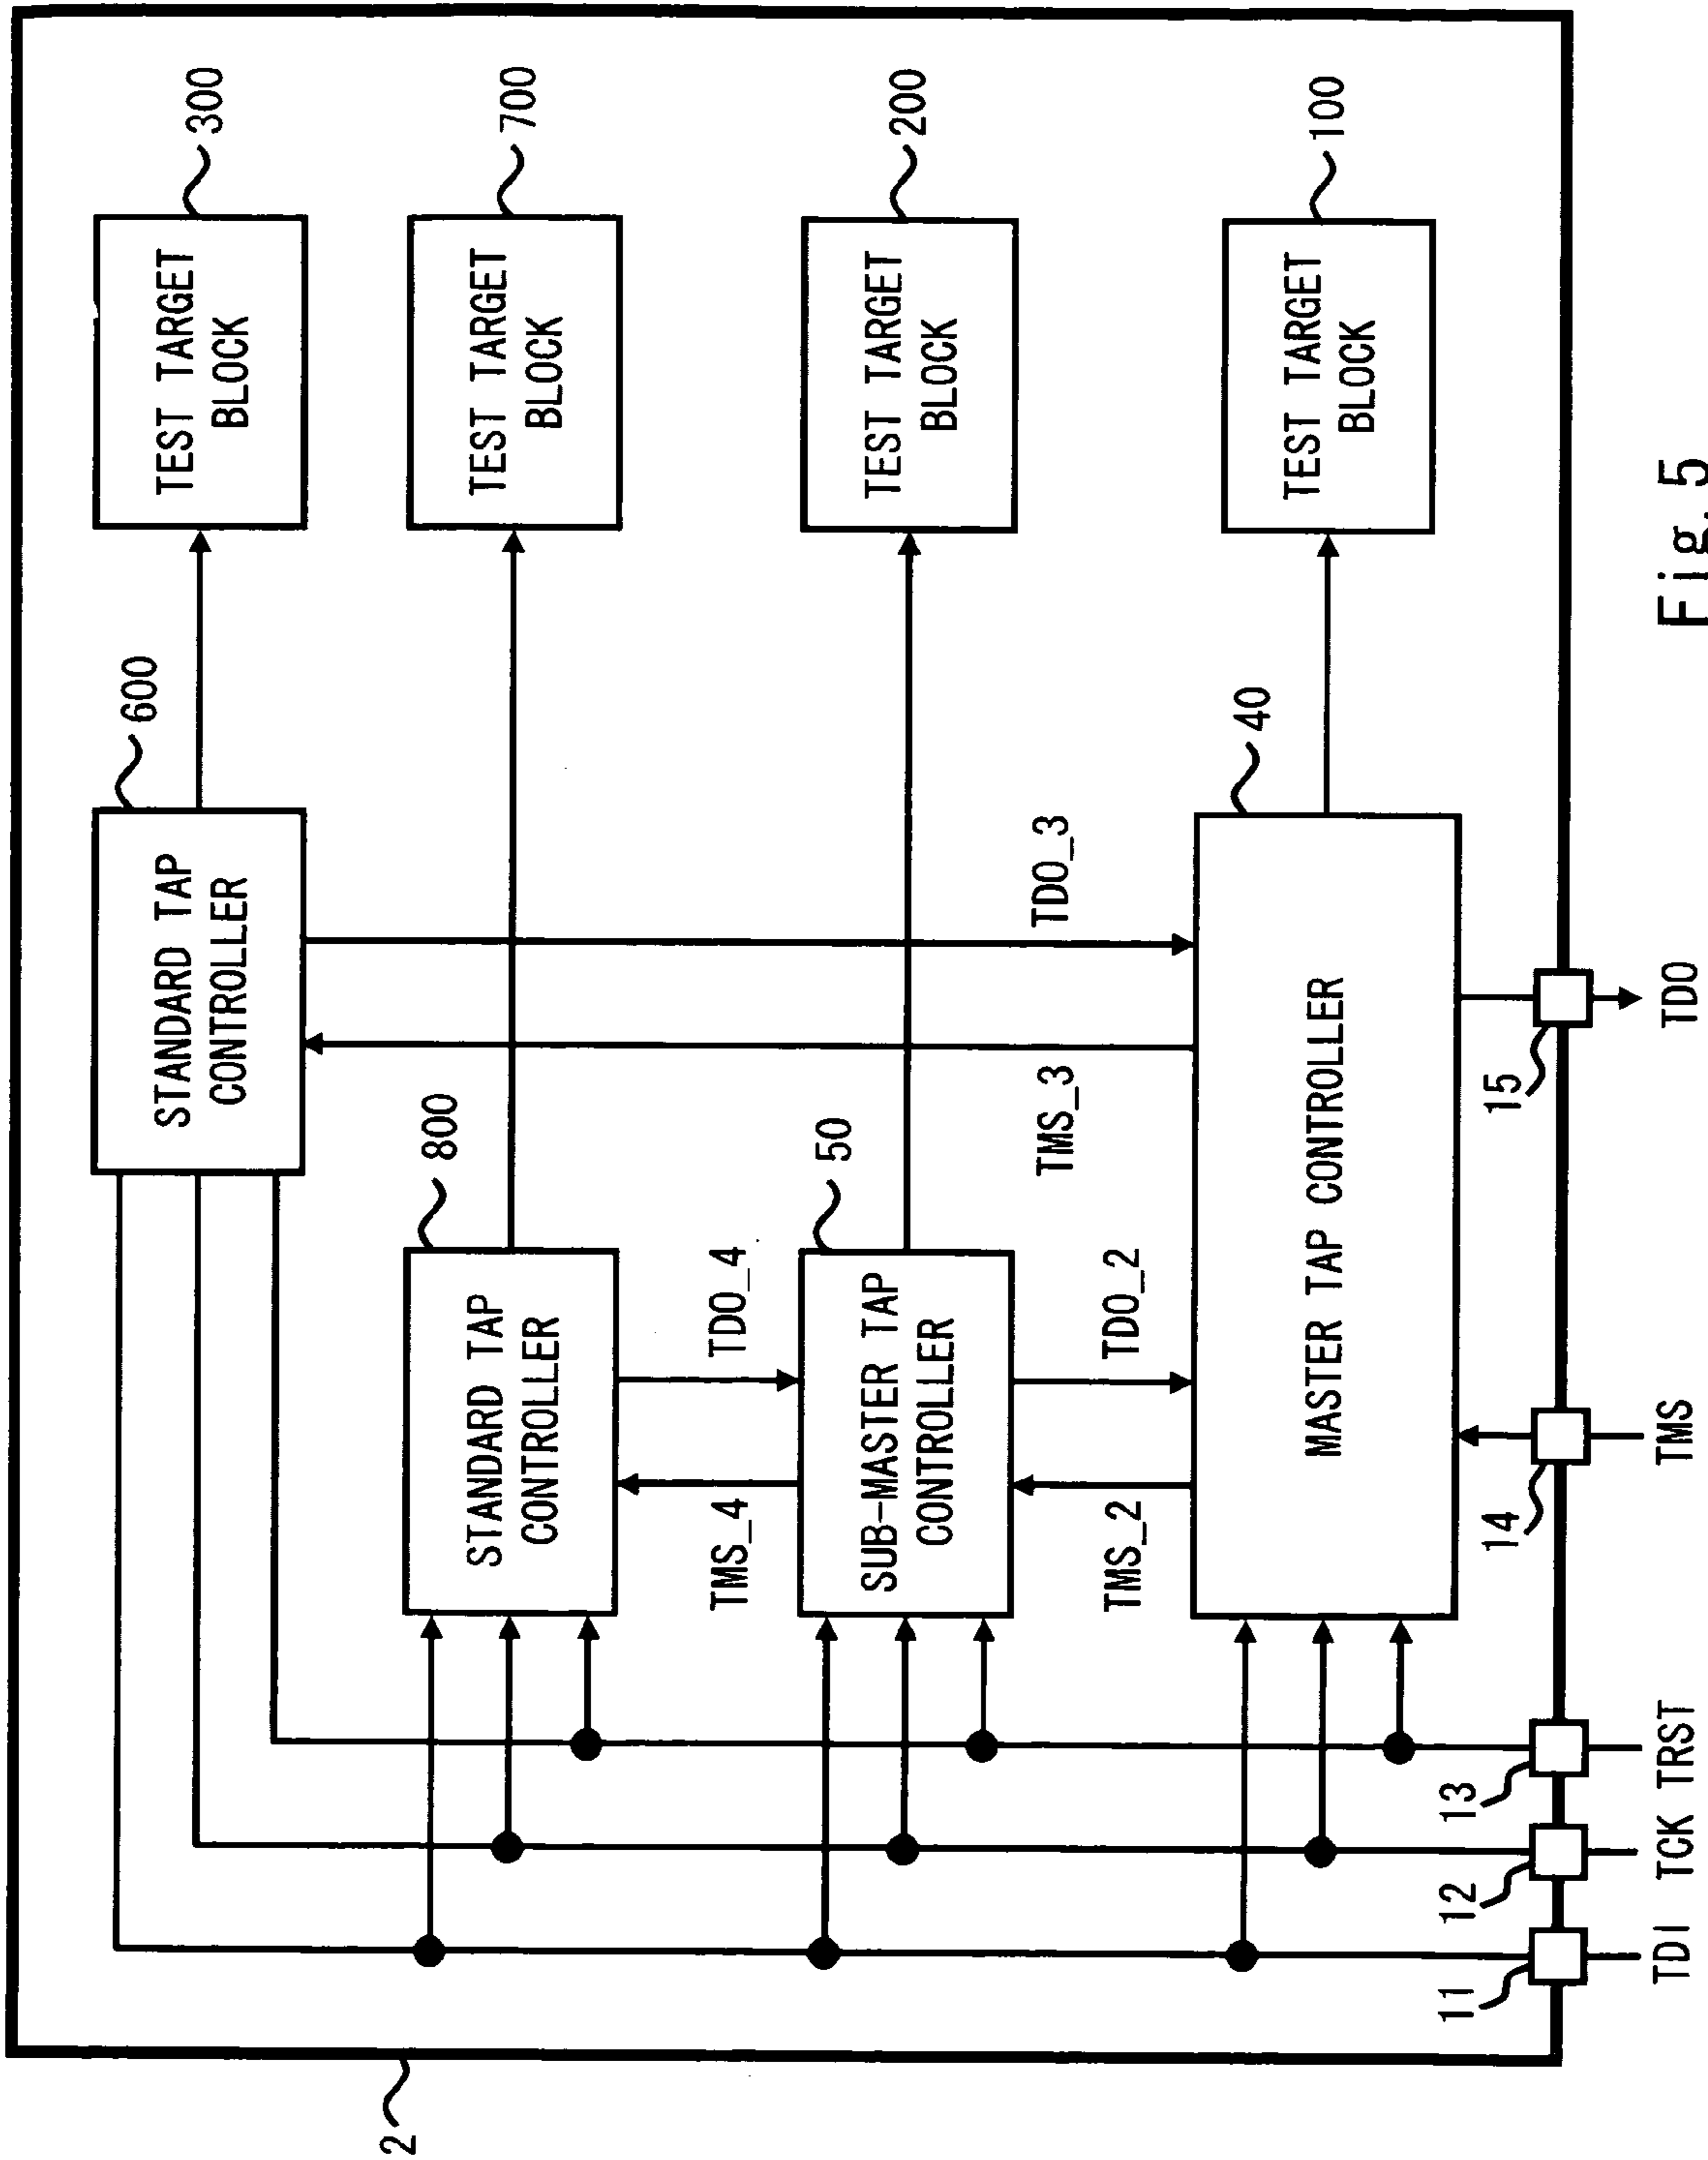 2
300
TEST TARGET
BLOCK
700
TEST TARGET
BLOCK
200
TEST TARGET
BLOCK
100
TEST TARGET
BLOCK
600
STANDARD TAP
CONTROLLER
800
STANDARD TAP
CONTROLLER
TDO_4
TMS_4
50
SUB-MASTER TAP
CONTROLLER
TDO_3
TMS_3
TDO_2
TMS_2
40
MASTER TAP CONTROLLER
11
12
13
14
15
TDI
TCK
TRST
TMS
TDO
Fig. 5